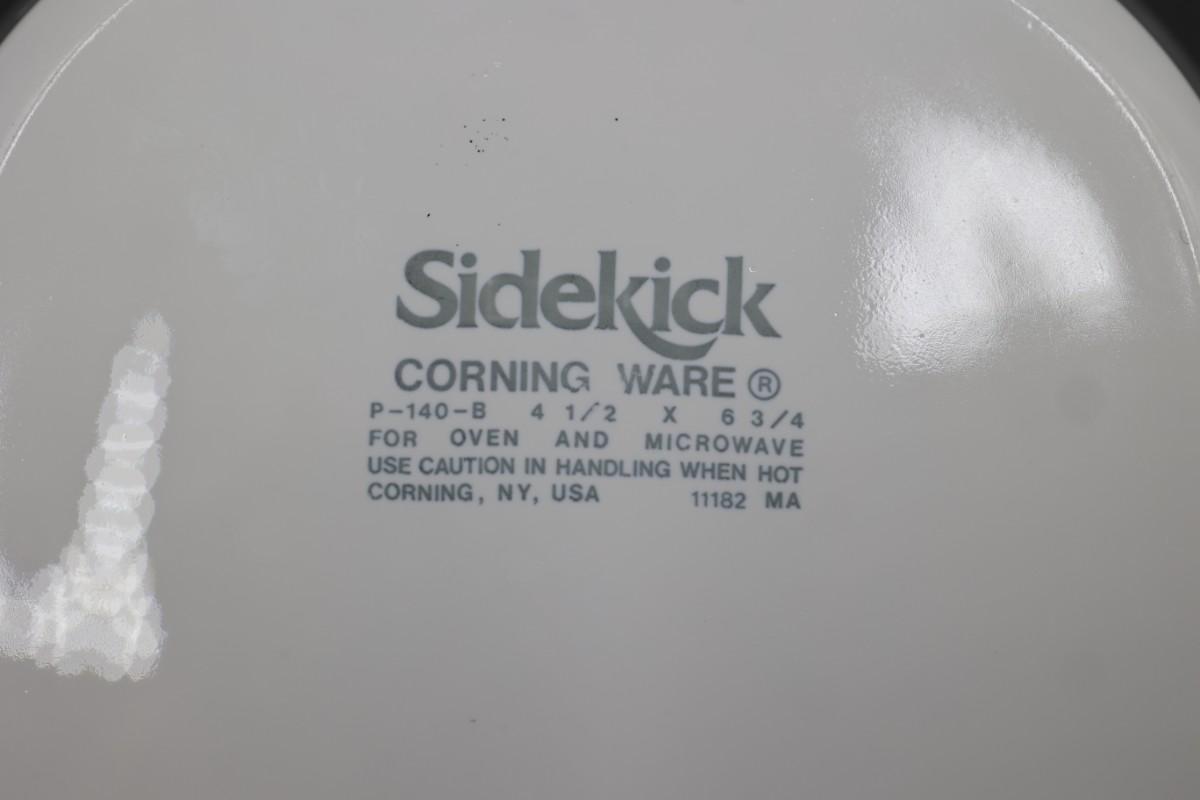 Sidekick
CORNING WARE ®
P-140-B 4 1/2 X 6 3/4
FOR OVEN AND MICROWAVE
USE CAUTION IN HANDLING WHEN HOT
CORNING, NY, USA 11182 MA